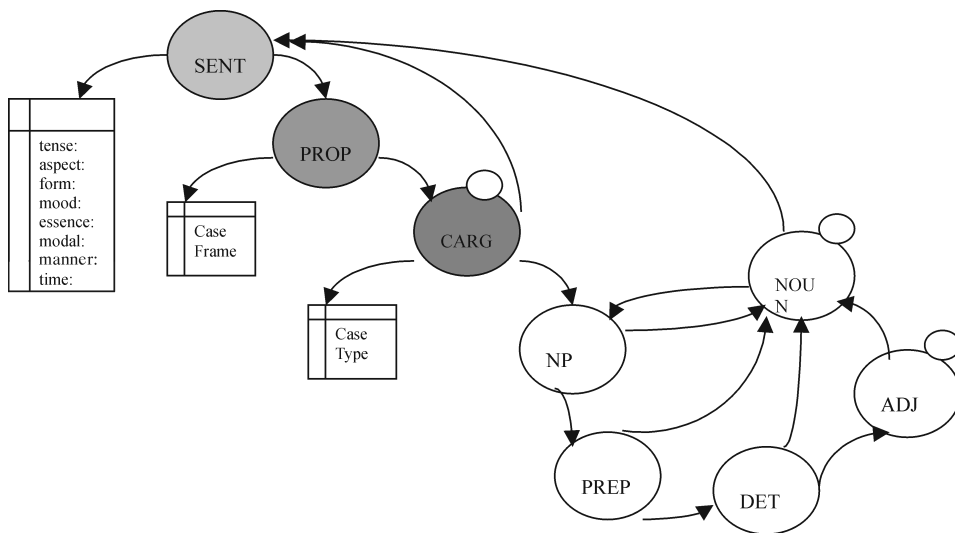 SENT
tense:
aspect:
form:
mood:
essence:
modal:
manner:
time:
PROP
Case
Frame
CARG
Case
Type
NOU
N
NP
ADJ
PREP
DET